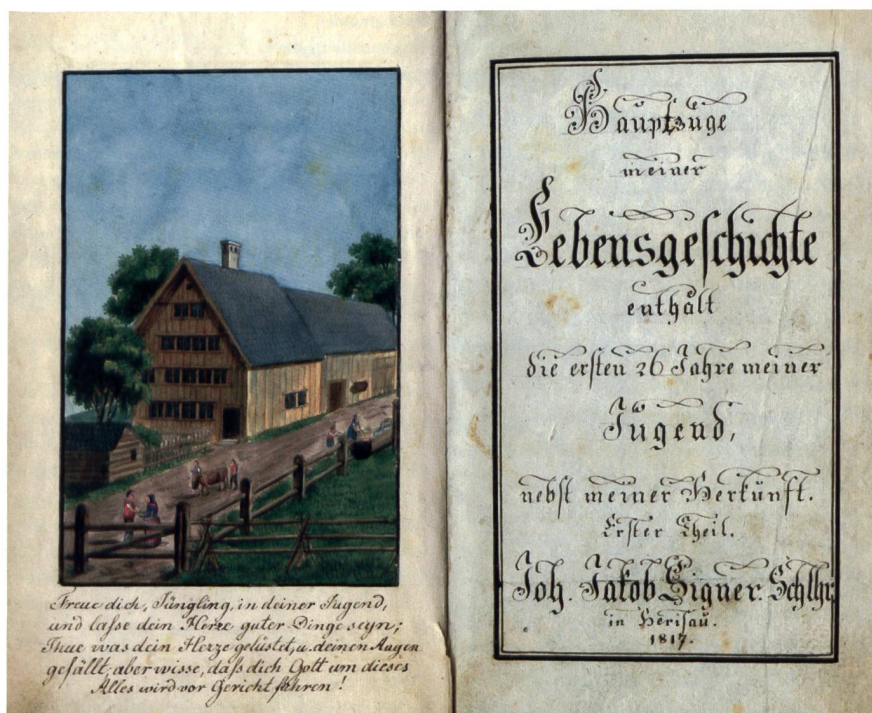 Freue dich, Jüngling, in deiner Jugend,
und lasse dein Herze guter Dinge seyn;
Thue was dein Herze gelüstet, u. deinen Augen
gefällt; aber wisse, daß dich Gott um dieses
Alles wird vor Gericht führen!
Hauptzüge
meiner
Lebensgeschichte
enthält
die ersten 26 Jahre meiner
Jugend,
nebst meiner Herkunft.
Erster Theil.
Joh. Jakob Signer. Schlhr.
in Herisau.
1817.